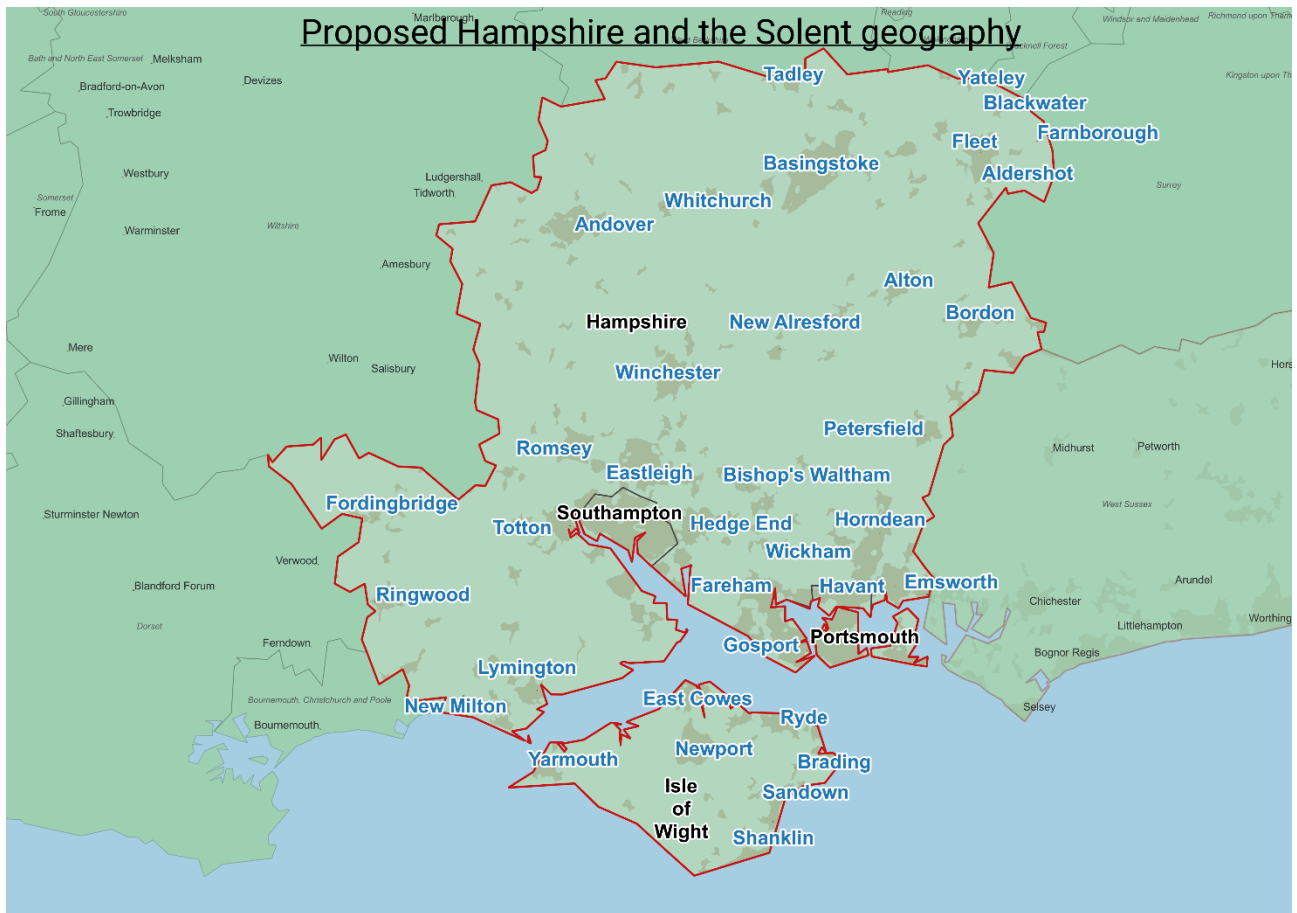 South Gloucestershire
Marlborough
Reading
Windsor and Maidenhead
Richmond upon Tham
Proposed Hampshire and the Solent geography
Bath and North East Somerset
Melksham
Kingston upon Th
Bradford-on-Avon
Devizes
Tadley
Yateley
Trowbridge
Blackwater
Farnborough
Fleet
Basingstoke
Westbury
Ludgershall
Aldershot
Surrey
Tidworth
Somerset
Whitchurch
Frome
Wiltshire
Andover
Warminster
Amesbury
Alton
Bordon
Hampshire
New Alresford
Mere
Wilton
Salisbury
Hors
Winchester
Gillingham
Shaftesbury
Petersfield
Romsey
Midhurst
Petworth
Eastleigh
Bishop's Waltham
Fordingbridge
West Sussex
Sturminster Newton
Southampton
Totton
Hedge End
Horndean
Wickham
Verwood
Blandford Forum
Fareham
Havant
Emsworth
Arundel
Ringwood
Chichester
Littlehampton
Worthing
Dorset
Ferndown
Gosport
Portsmouth
Bognor Regis
Lymington
Bournemouth, Christchurch and Poole
New Milton
East Cowes
Selsey
Bournemouth
Ryde
Newport
Yarmouth
Brading
Isle
of
Wight
Sandown
Shanklin